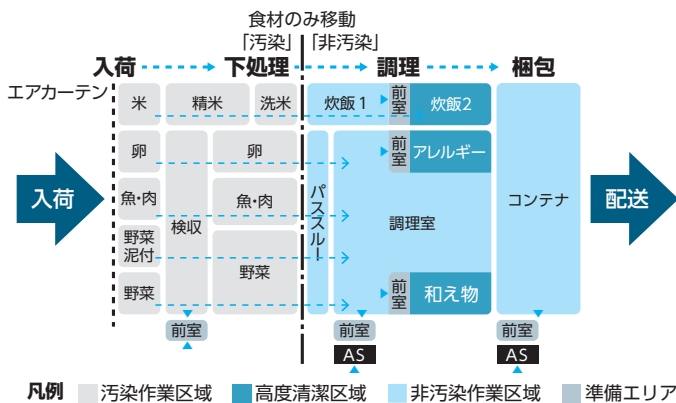 食材のみ移動
「汚染」「非汚染」
入荷 下処理 調理 梱包
エアカーテン
米 精米 洗米 炊飯1 前室 炊飯2
卵 卵 前室 アレルギー
入荷 魚・肉 検収 魚・肉 パススルー 調理室 コンテナ 配送
野菜泥付 野菜
野菜 前室 和え物
前室 前室 前室
AS AS
凡例 汚染作業区域 高度清潔区域 非汚染作業区域 準備エリア